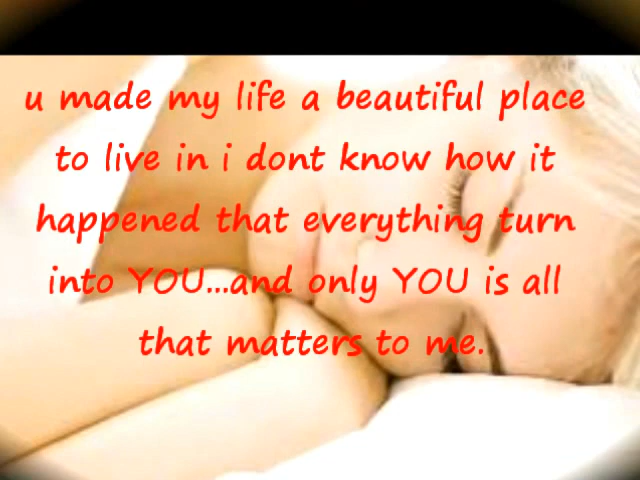 u made my life a beautiful place
to live in i dont know how it
happened that everything turn
into YOU...and only YOU is all
that matters to me.